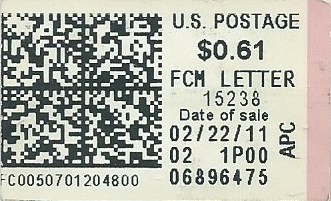 U.S. POSTAGE
$0.61
FCM LETTER
15238
Date of sale
02/22/11
02 1P00
06896475
APC
FC0050701204800